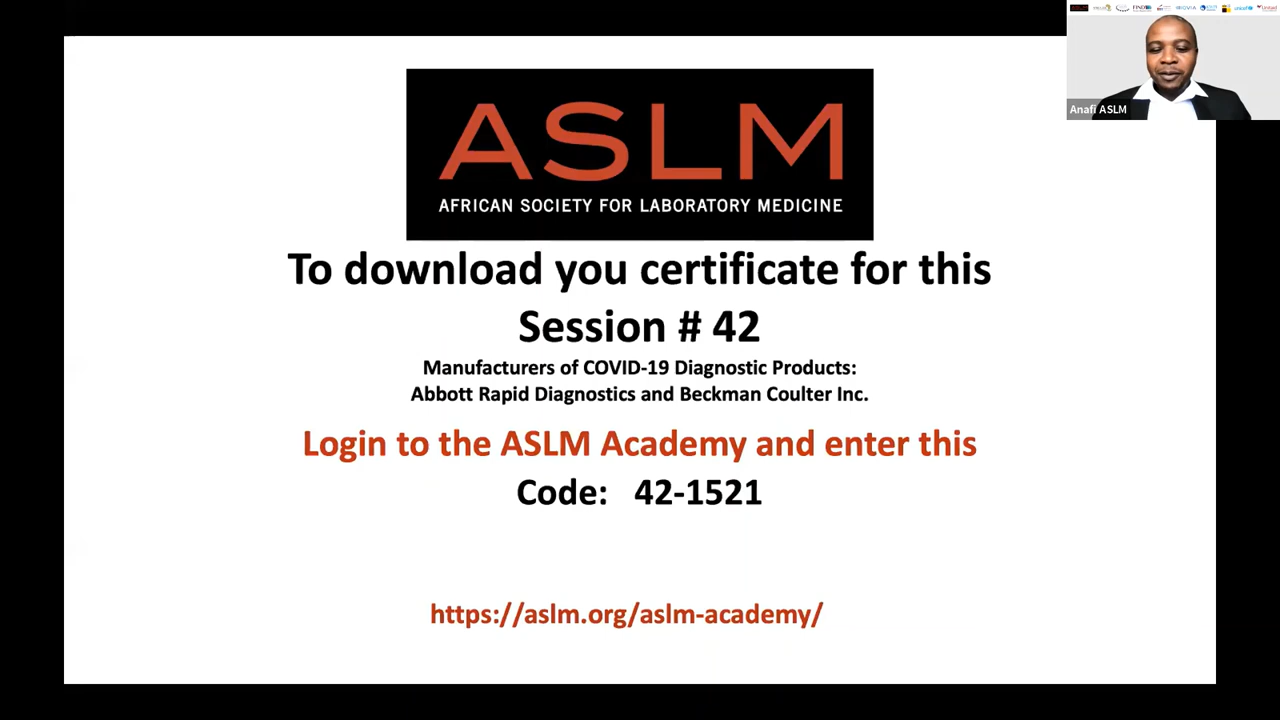 ASLM
AFRICAN SOCIETY FOR LABORATORY MEDICINE
To download you certificate for this
Session # 42
Manufacturers of COVID-19 Diagnostic Products:
Abbott Rapid Diagnostics and Beckman Coulter Inc.
Login to the ASLM Academy and enter this
Code: 42-1521
https://aslm.org/aslm-academy/
Anafi ASLM